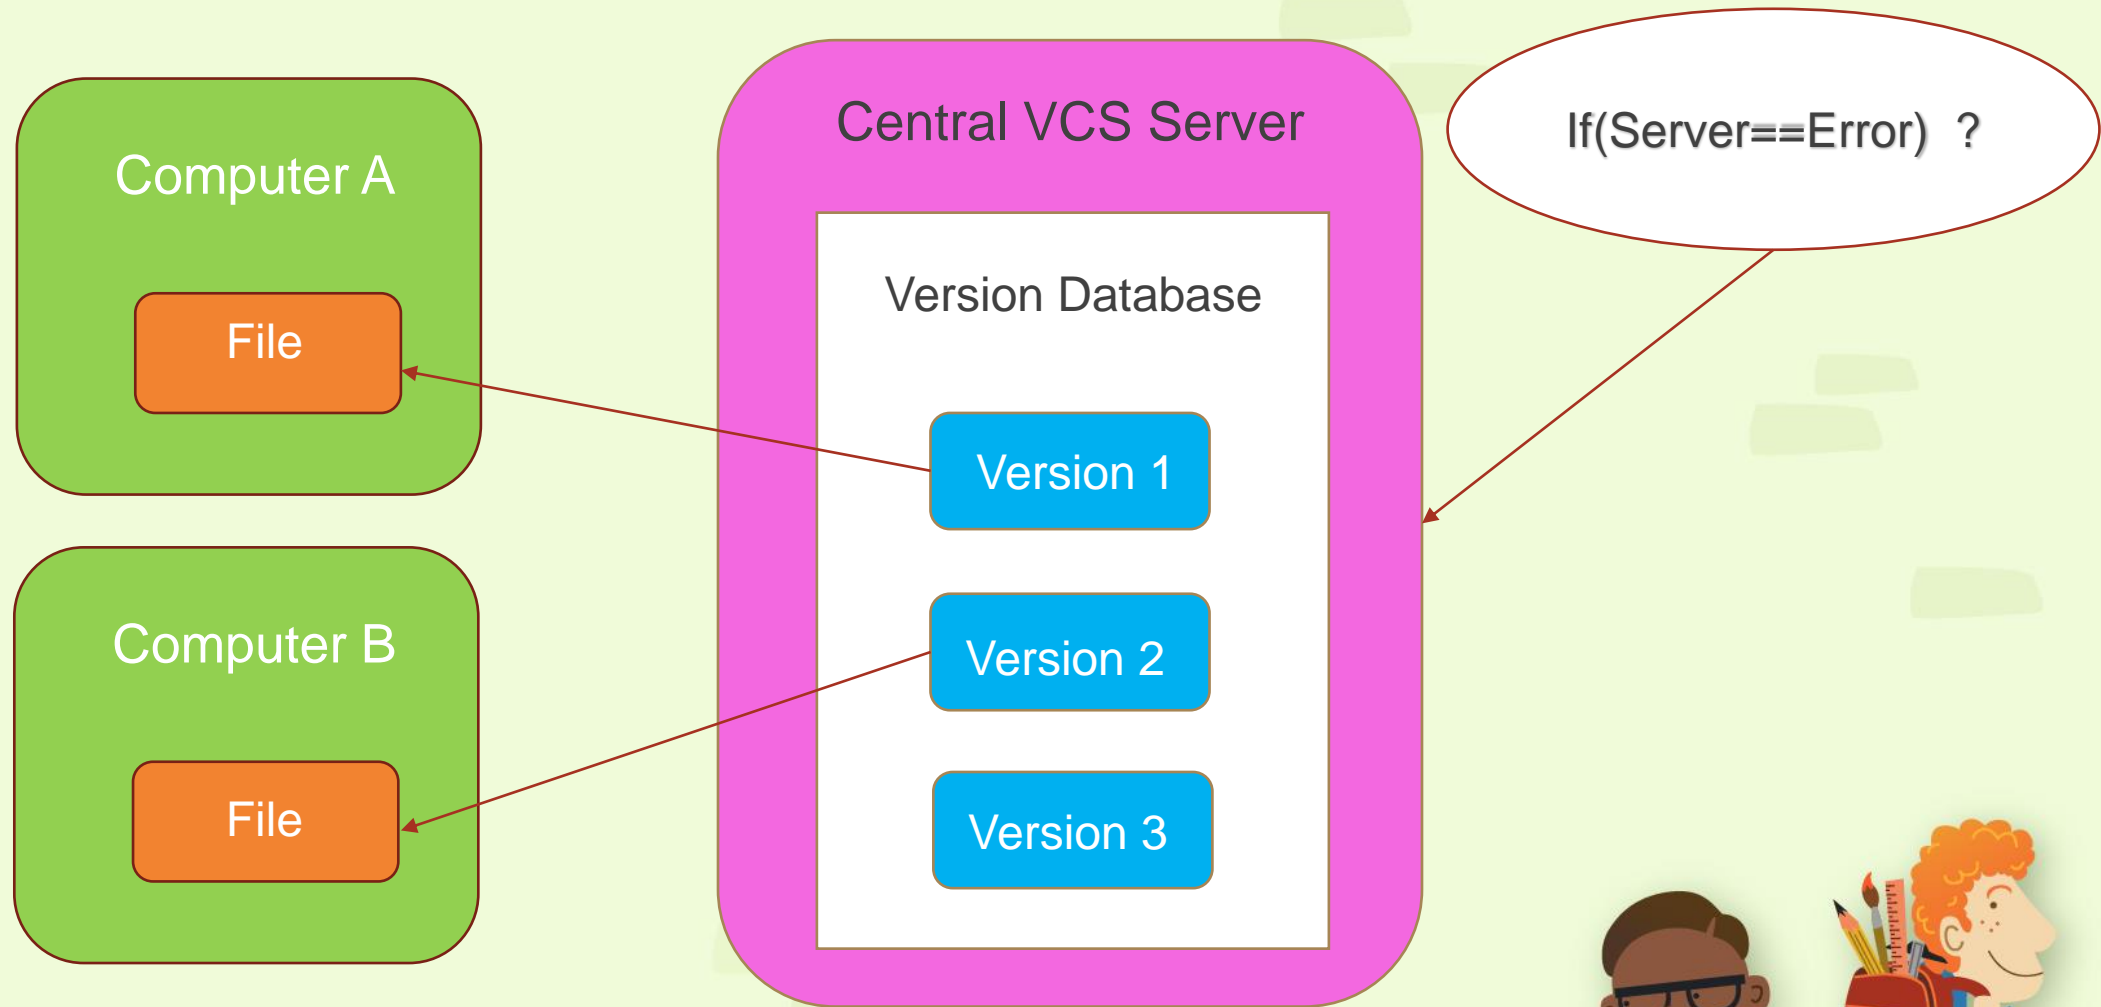 Computer A
File
Computer B
File
Central VCS Server
Version Database
Version 1
Version 2
Version 3
If(Server==Error) ?